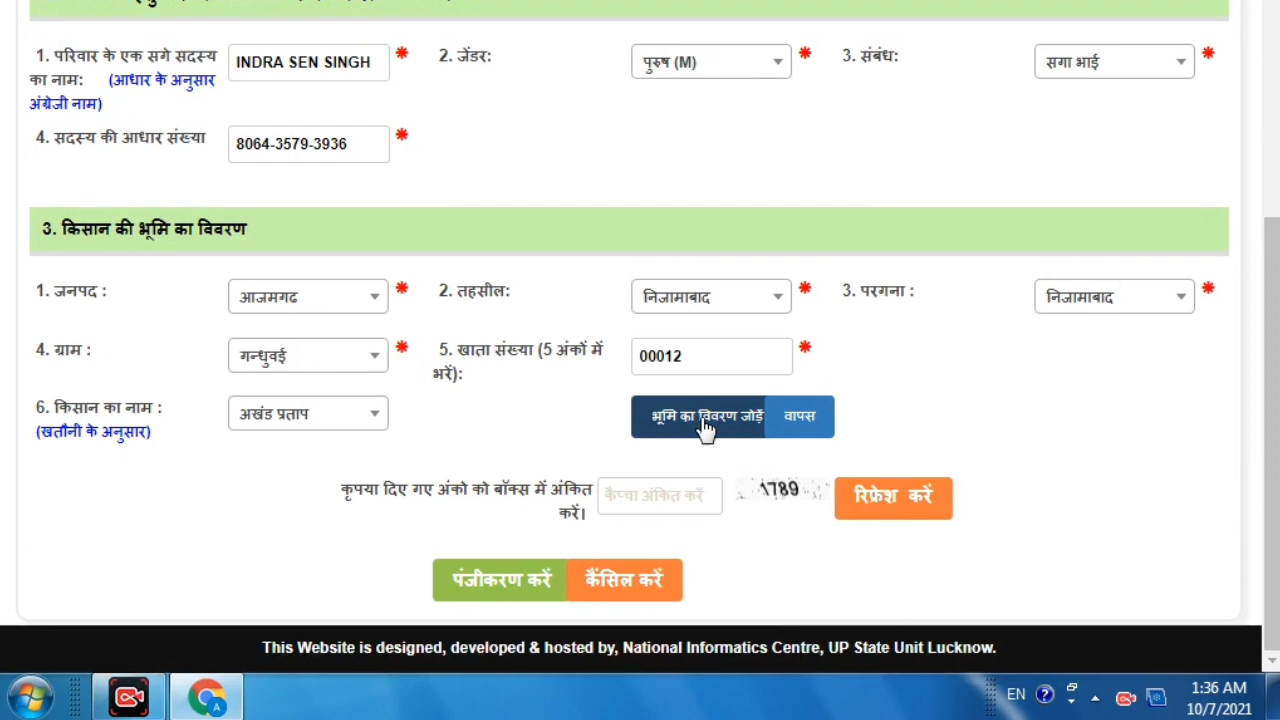 1. परिवार के एक सगे सदस्य
का नाम: (आधार के अनुसार
अंग्रेजी नाम)
INDRA SEN SINGH *
2. जेंडर:
पुरुष (M) *
3. संबंध:
सगा भाई *
4. सदस्य की आधार संख्या
8064-3579-3936 *
3. किसान की भूमि का विवरण
1. जनपद :
आजमगढ *
2. तहसील:
निजामाबाद *
3. परगना :
निजामाबाद *
4. ग्राम :
गन्धुवई *
5. खाता संख्या (5 अंकों में
भरें):
00012 *
6. किसान का नाम :
(खतौनी के अनुसार)
अखंड प्रताप
भूमि का विवरण जोड़ें
वापस
कृपया दिए गए अंको को बॉक्स में अंकित
करें।
कैप्चा अंकित करें
1789
रिफ्रेश करें
पंजीकरण करें
कैंसिल करें
This Website is designed, developed & hosted by, National Informatics Centre, UP State Unit Lucknow.
EN
1:36 AM
10/7/2021